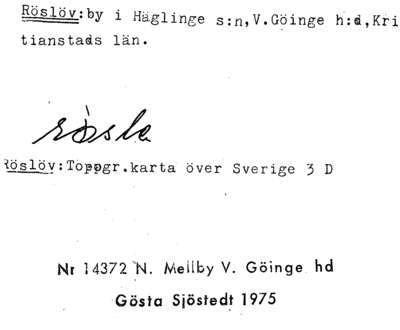 Röslöv:by i Häglinge s:n,V.Göinge h:d,Kri
tianstads län.
rösla
Röslöv:Topogr.karta över Sverige 3 D
Nr 14372 N. Mellby V. Göinge hd
Gösta Sjöstedt 1975